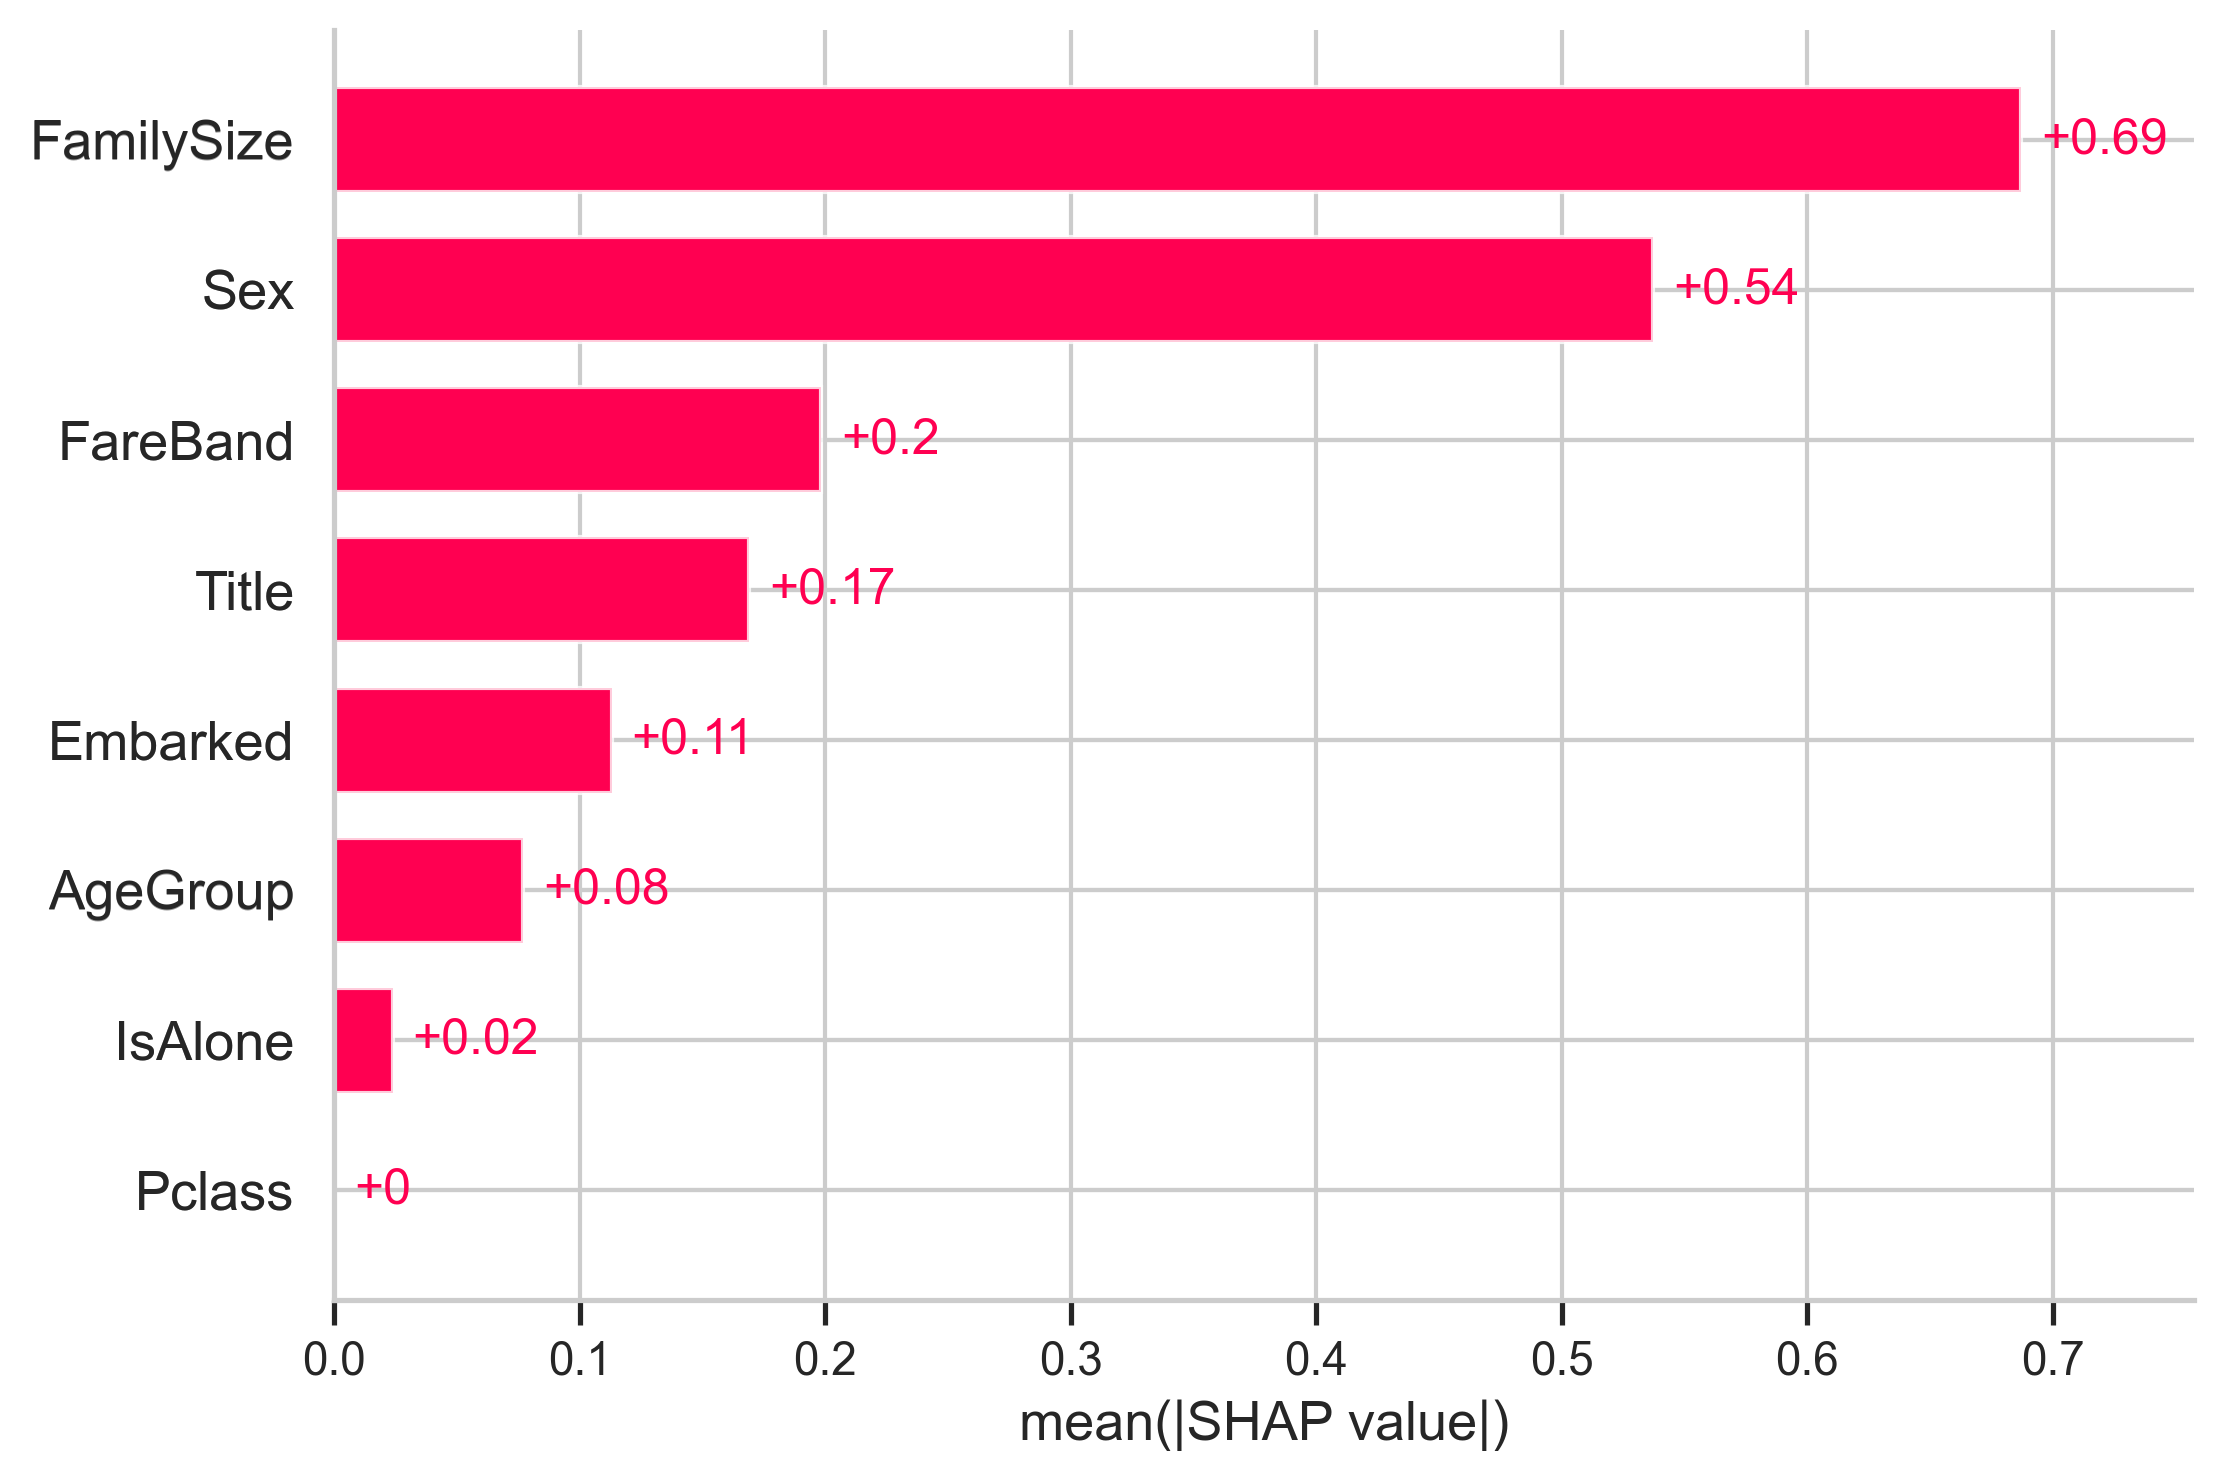 FamilySize +0.69
Sex +0.54
FareBand +0.2
Title +0.17
Embarked +0.11
AgeGroup +0.08
IsAlone +0.02
Pclass +0
0.0 0.1 0.2 0.3 0.4 0.5 0.6 0.7
mean(|SHAP value|)